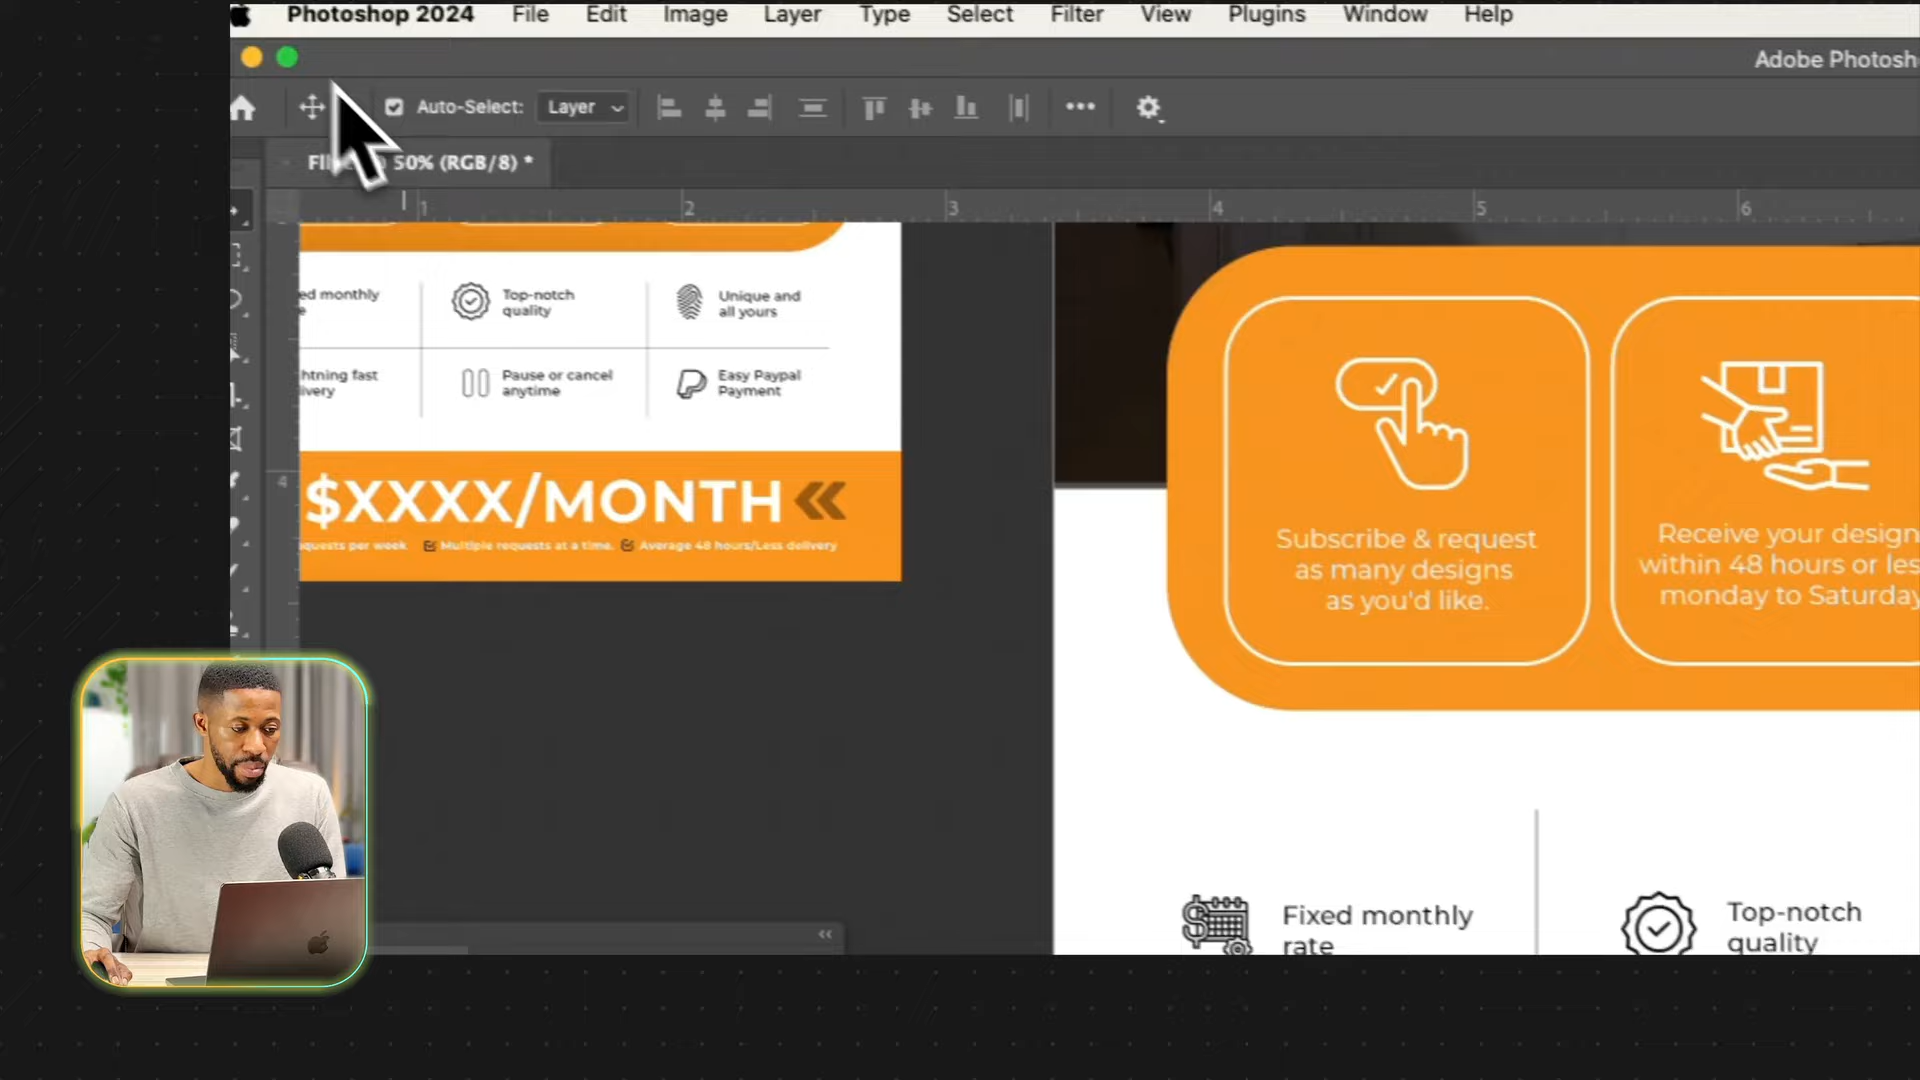 Photoshop 2024 File Edit Image Layer Type Select Filter View Plugins Window Help
Adobe Photosh
Auto-Select: Layer
50% (RGB/8) *
1 2 3 4 5 6
4
ed monthly
e
Top-notch
quality
Unique and
all yours
htning fast
ivery
Pause or cancel
anytime
Easy Paypal
Payment
$XXXX/MONTH
quests per week Multiple requests at a time. Average 48 hours/Less delivery
Subscribe & request
as many designs
as you'd like.
Receive your design
within 48 hours or les
monday to Saturday
Fixed monthly
rate
Top-notch
quality